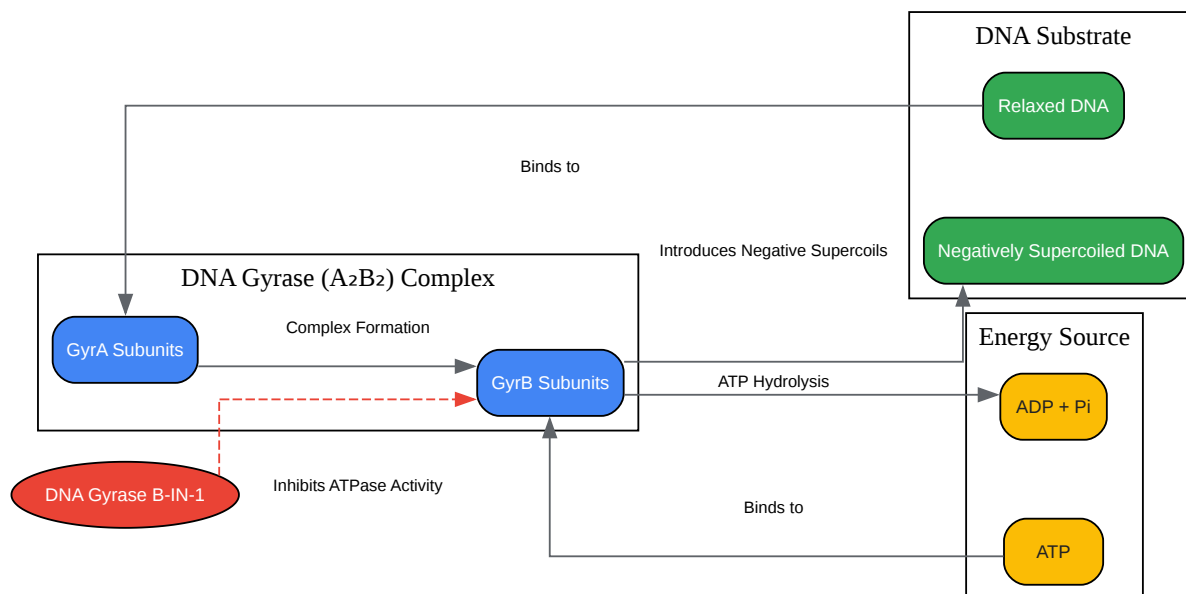 DNA Substrate
Relaxed DNA
Binds to
Introduces Negative Supercoils
Negatively Supercoiled DNA
DNA Gyrase (A₂B₂) Complex
Complex Formation
GyrA Subunits
GyrB Subunits
Energy Source
ATP Hydrolysis
ADP + Pi
DNA Gyrase B-IN-1
Inhibits ATPase Activity
Binds to
ATP